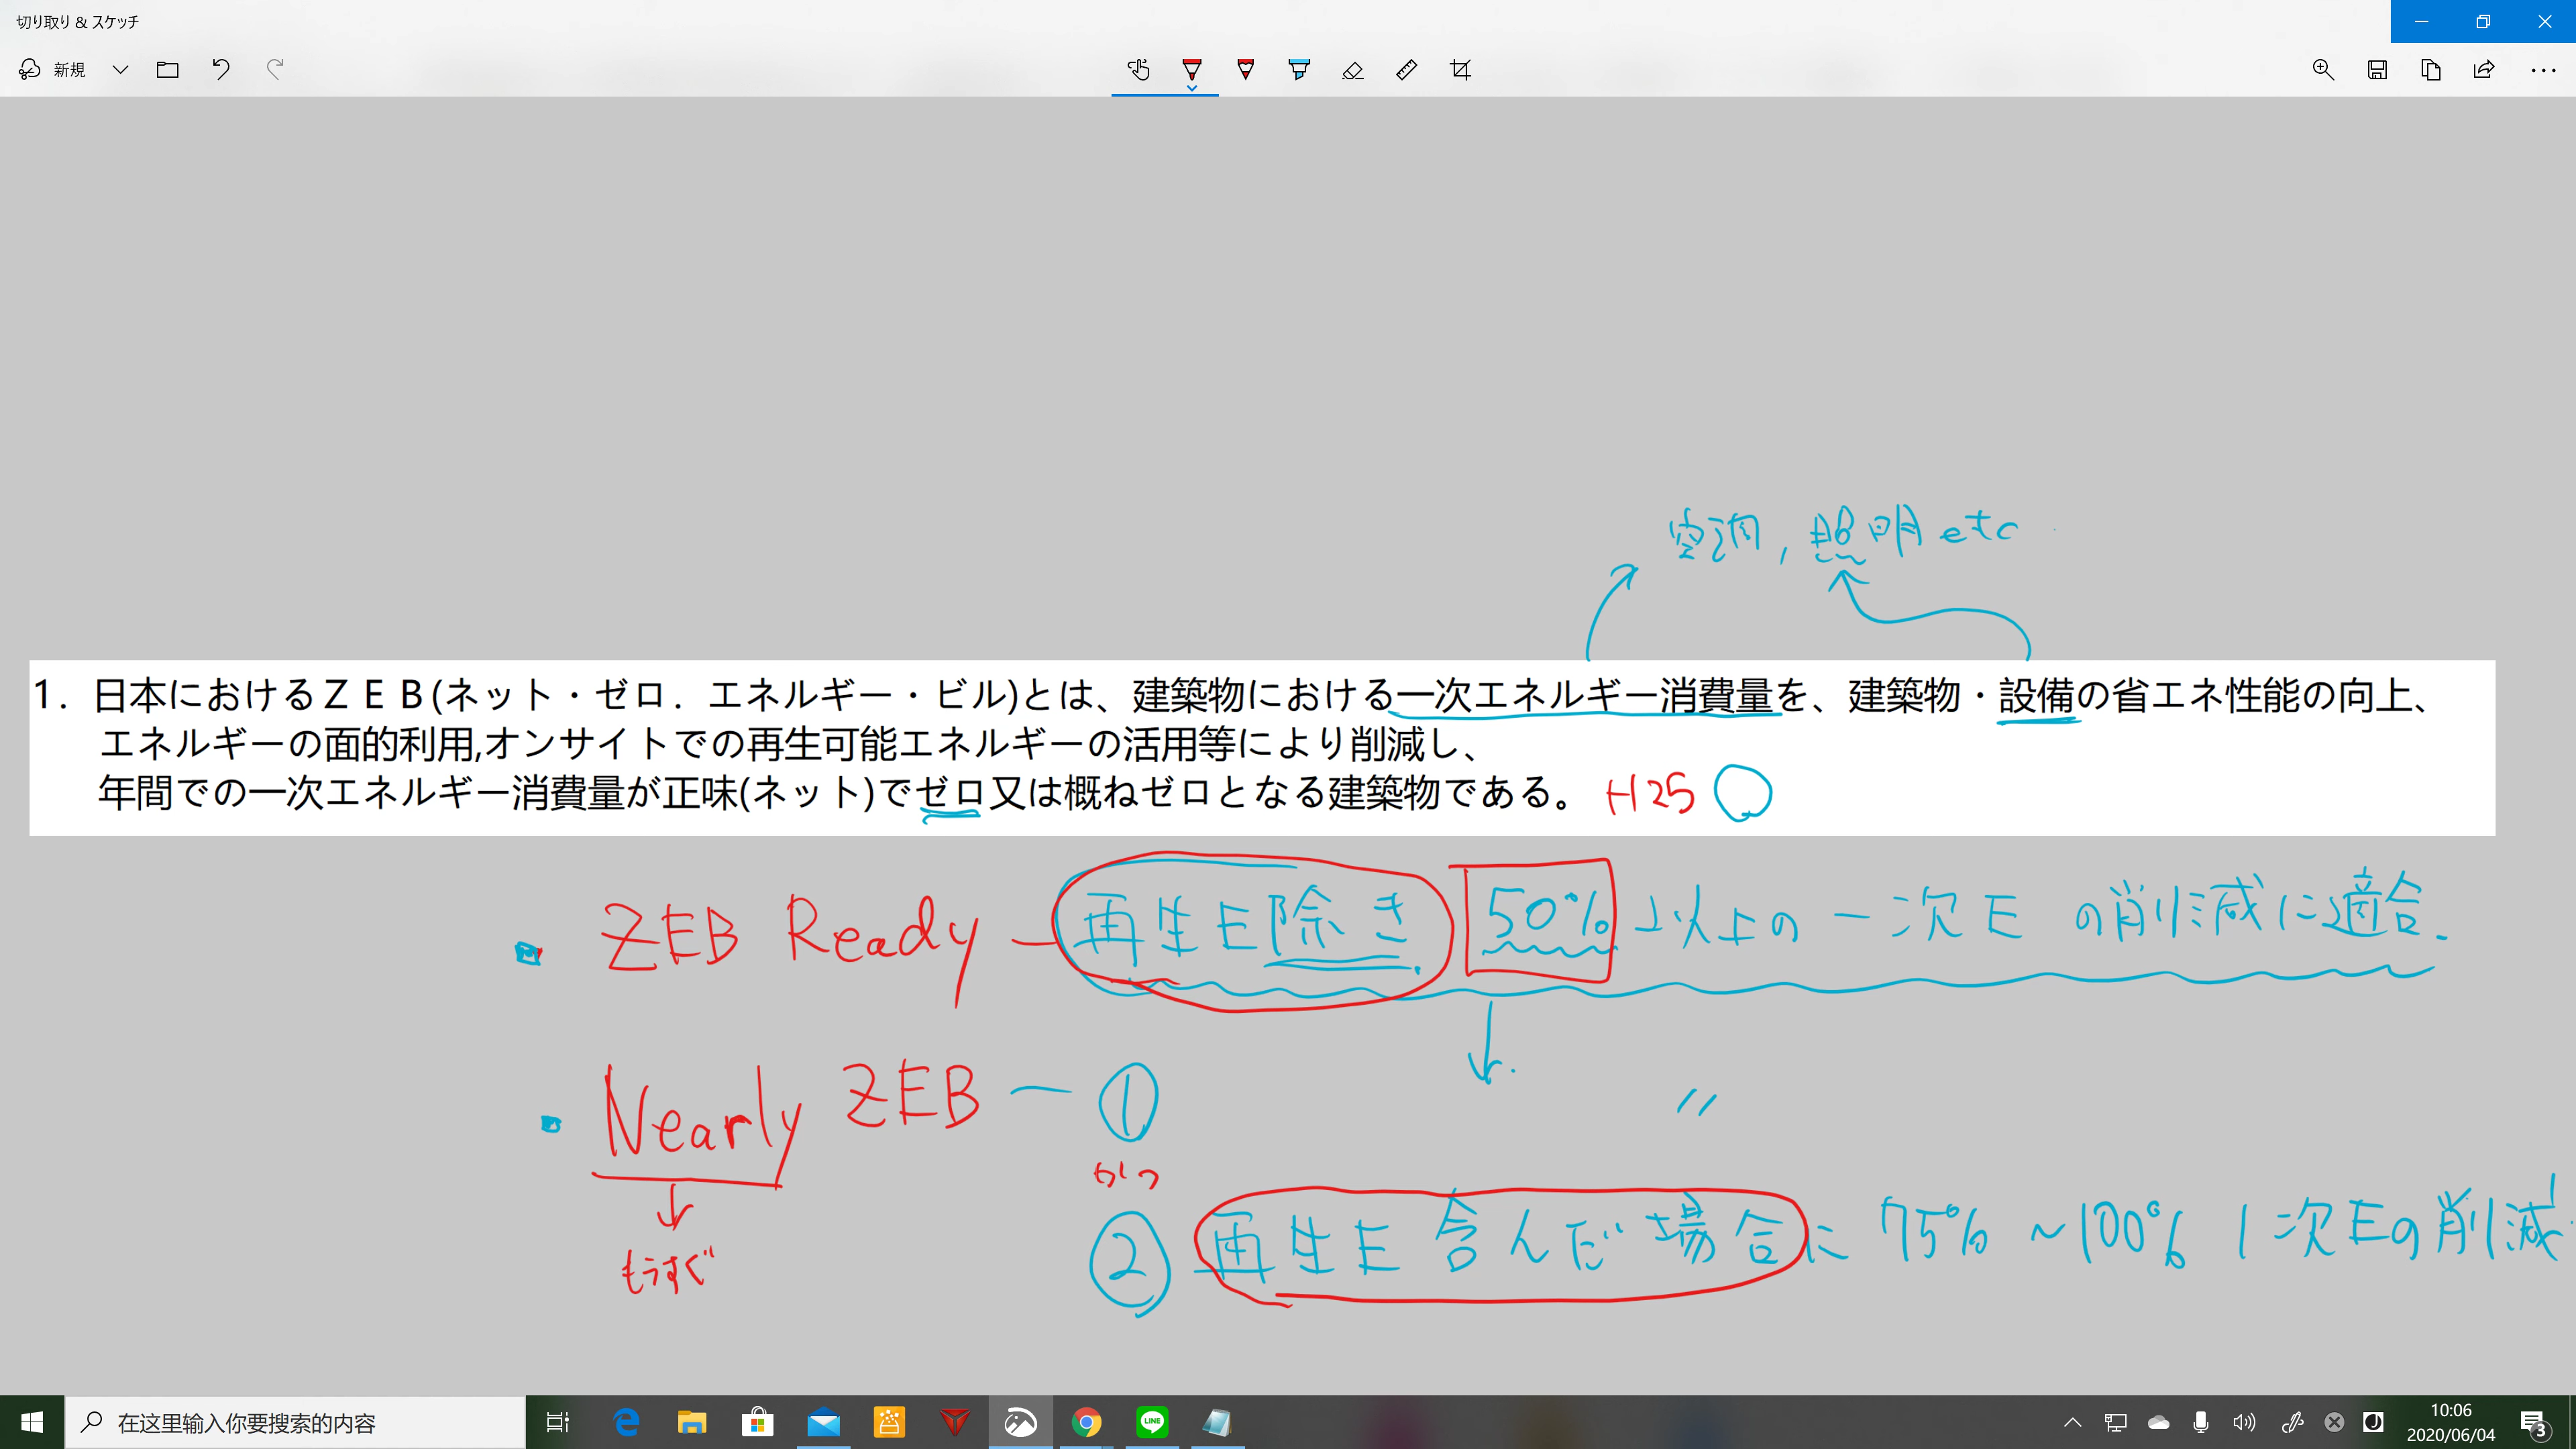 切り取り & スケッチ
新規
空調, 照明 etc
1. 日本におけるＺＥＢ(ネット・ゼロ．エネルギー・ビル)とは、建築物における一次エネルギー消費量を、建築物・設備の省エネ性能の向上、
エネルギーの面的利用,オンサイトでの再生可能エネルギーの活用等により削減し、
年間での一次エネルギー消費量が正味(ネット)でゼロ又は概ねゼロとなる建築物である。 H25 ○
・ ZEB Ready ー 再生E除き 50% 以上の一次E の削減に適合.
・ Nearly ZEB ー ① 〃
かつ
② 再生E含んだ場合に 75% ~100% 1次Eの削減
もうすぐ
在这里输入你要搜索的内容
LINE
10:06
2020/06/04
3